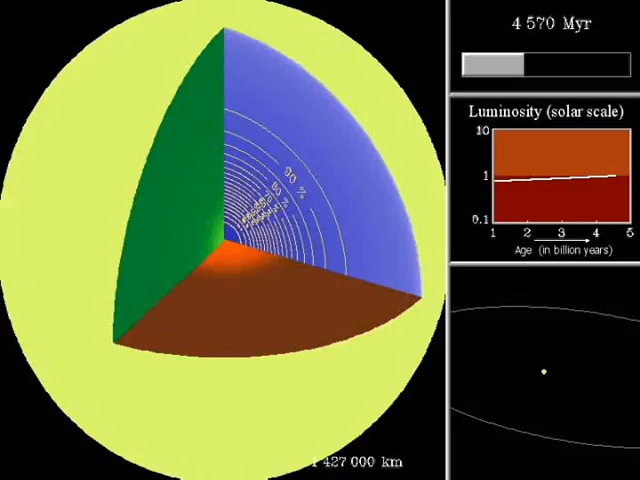 4 570 Myr
Luminosity (solar scale)
10
1
0.1
1 2 3 4 5
Age (in billion years)
90 %
80 %
1 427 000 km